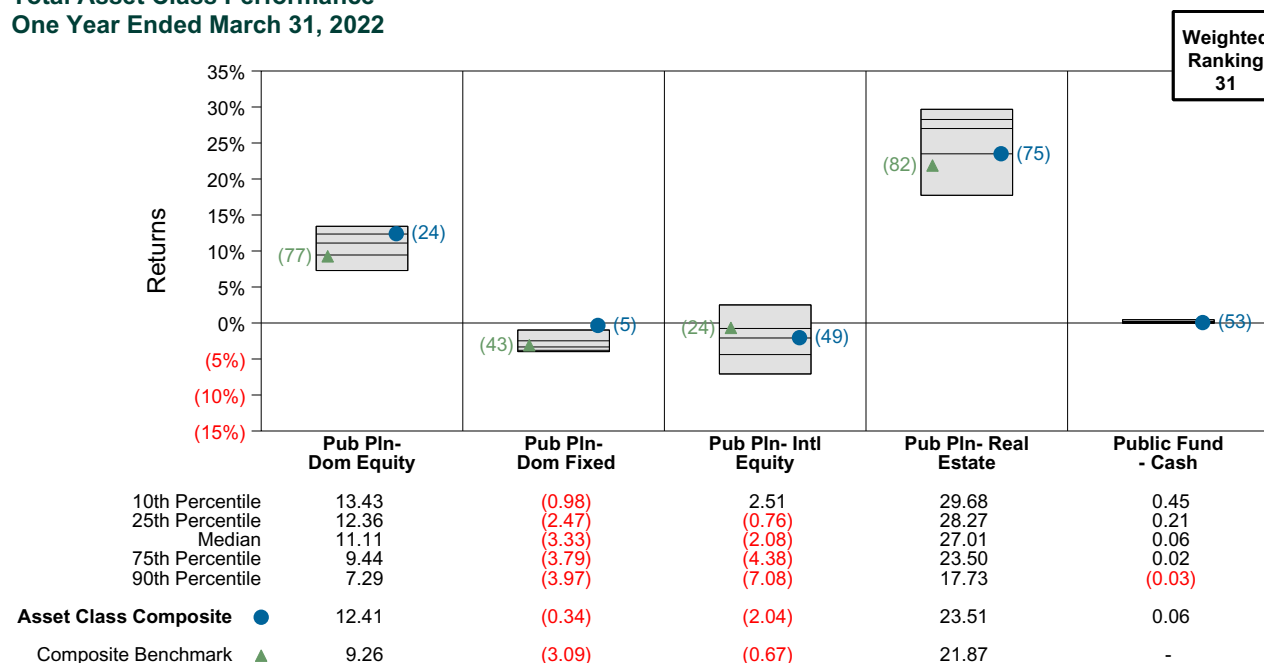 Total Asset Class Performance
One Year Ended March 31, 2022
Weighted
Ranking
31
35%
30%
25%
20%
15%
10%
5%
0%
(5%)
(10%)
(15%)
Returns
(77)
(24)
(43)
(5)
(24)
(49)
(82)
(75)
(53)
Pub Pln- Dom Equity
Pub Pln- Dom Fixed
Pub Pln- Intl Equity
Pub Pln- Real Estate
Public Fund - Cash
10th Percentile 13.43 (0.98) 2.51 29.68 0.45
25th Percentile 12.36 (2.47) (0.76) 28.27 0.21
Median 11.11 (3.33) (2.08) 27.01 0.06
75th Percentile 9.44 (3.79) (4.38) 23.50 0.02
90th Percentile 7.29 (3.97) (7.08) 17.73 (0.03)
Asset Class Composite 12.41 (0.34) (2.04) 23.51 0.06
Composite Benchmark 9.26 (3.09) (0.67) 21.87 -